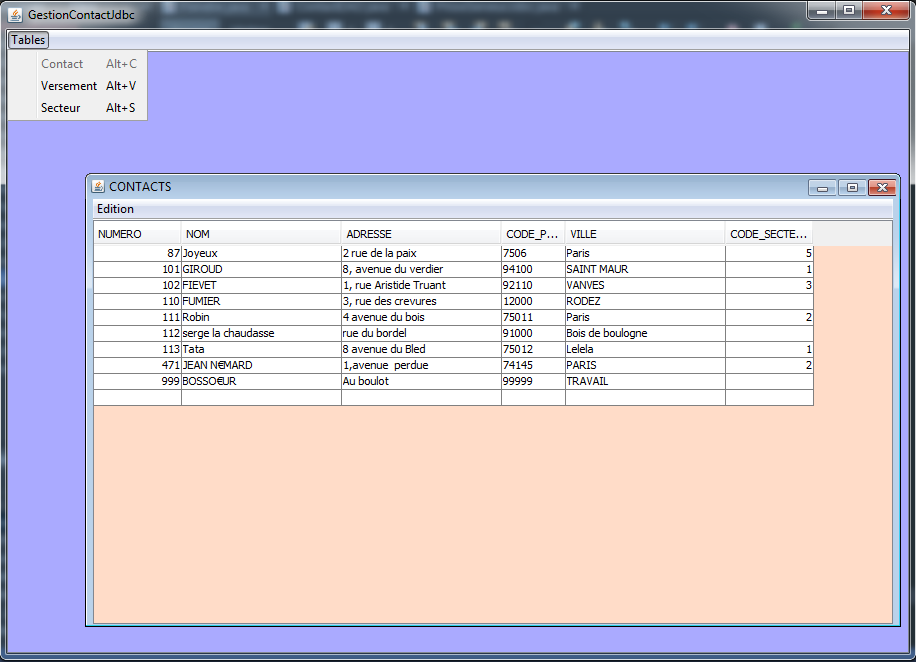 GestionContactJdbc
Tables
Contact Alt+C
Versement Alt+V
Secteur Alt+S
CONTACTS
Edition
NUMERO NOM ADRESSE CODE_P... VILLE CODE_SECTE...
87 Joyeux 2 rue de la paix 7506 Paris 5
101 GIROUD 8, avenue du verdier 94100 SAINT MAUR 1
102 FIEVET 1, rue Aristide Truant 92110 VANVES 3
110 FUMIER 3, rue des crevures 12000 RODEZ
111 Robin 4 avenue du bois 75011 Paris 2
112 serge la chaudasse rue du bordel 91000 Bois de boulogne
113 Tata 8 avenue du Bled 75012 Lelela 1
471 JEAN N€MARD 1,avenue perdue 74145 PARIS 2
999 BOSSO€UR Au boulot 99999 TRAVAIL